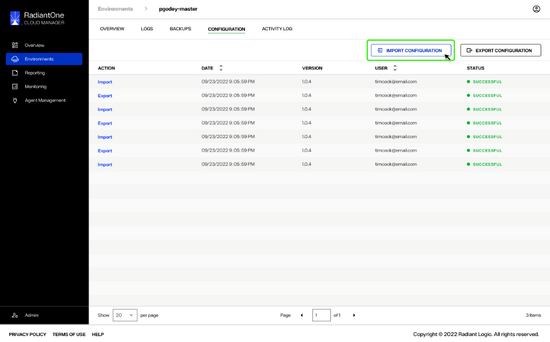 RadiantOne
CLOUD MANAGER
Environments > pgodey-master
OVERVIEW LOGS BACKUPS CONFIGURATION ACTIVITY LOG
Overview
Environments
Reporting
Monitoring
Agent Management
IMPORT CONFIGURATION EXPORT CONFIGURATION
ACTION DATE VERSION USER STATUS
Import 09/23/2022 9:05:59 PM 1.0.4 timcook@email.com SUCCESSFUL
Export 09/23/2022 9:05:59 PM 1.0.4 timcook@email.com SUCCESSFUL
Import 09/23/2022 9:05:59 PM 1.0.4 timcook@email.com SUCCESSFUL
Export 09/23/2022 9:05:59 PM 1.0.4 timcook@email.com SUCCESSFUL
Import 09/23/2022 9:05:59 PM 1.0.4 timcook@email.com SUCCESSFUL
Export 09/23/2022 9:05:59 PM 1.0.4 timcook@email.com SUCCESSFUL
Import 09/23/2022 9:05:59 PM 1.0.4 timcook@email.com SUCCESSFUL
Admin
Show 20 per page Page 1 of 1 3 Items
PRIVACY POLICY TERMS OF USE HELP Copyright © 2022 Radiant Logic. All rights reserved.